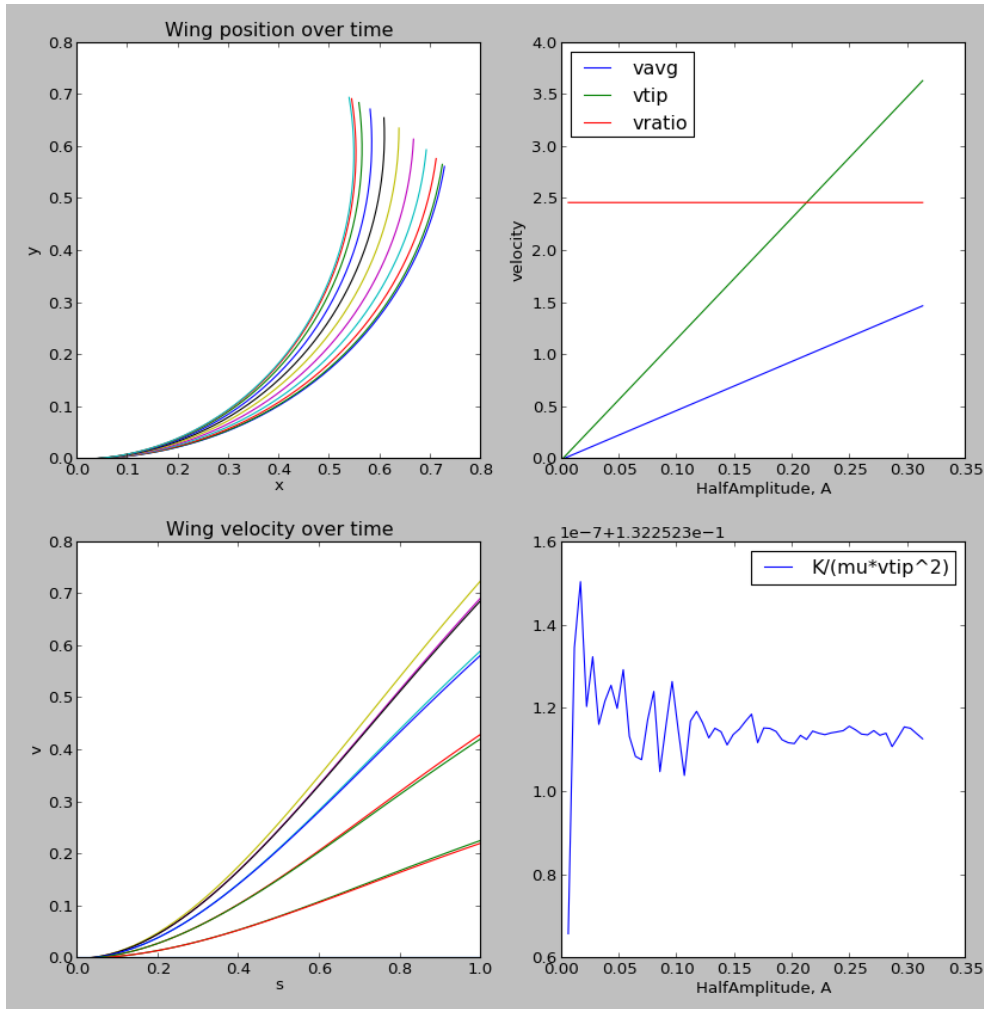 Wing position over time
0.8
0.7
0.6
0.5
0.4
0.3
0.2
0.1
0.0
y
0.0 0.1 0.2 0.3 0.4 0.5 0.6 0.7 0.8
x
4.0
3.5
3.0
2.5
2.0
1.5
1.0
0.5
0.0
velocity
vavg
vtip
vratio
0.00 0.05 0.10 0.15 0.20 0.25 0.30 0.35
HalfAmplitude, A
Wing velocity over time
0.8
0.7
0.6
0.5
0.4
0.3
0.2
0.1
0.0
v
0.0 0.2 0.4 0.6 0.8 1.0
s
1e-7+1.322523e-1
1.6
1.4
1.2
1.0
0.8
0.6
K/(mu*vtip^2)
0.00 0.05 0.10 0.15 0.20 0.25 0.30 0.35
HalfAmplitude, A